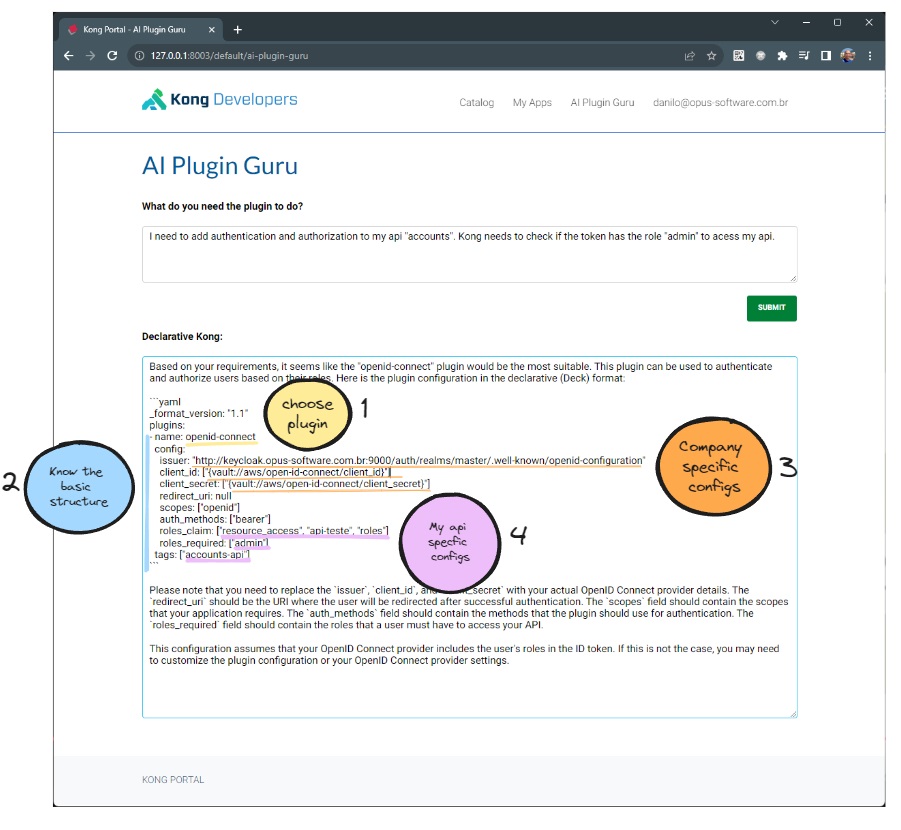 Kong Portal - AI Plugin Guru
127.0.0.1:8003/default/ai-plugin-guru
Kong Developers
Catalog My Apps AI Plugin Guru danilo@opus-software.com.br
AI Plugin Guru
What do you need the plugin to do?
I need to add authentication and authorization to my api "accounts". Kong needs to check if the token has the role "admin" to acess my api.
SUBMIT
Declarative Kong:
Based on your requirements, it seems like the "openid-connect" plugin would be the most suitable. This plugin can be used to authenticate
and authorize users based on their roles. Here is the plugin configuration in the declarative (Deck) format:
```yaml
_format_version: "1.1"
plugins:
- name: openid-connect
config:
issuer: "http://keycloak.opus-software.com.br:9000/auth/realms/master/.well-known/openid-configuration"
client_id: ["{vault://aws/open-id-connect/client_id}"]
client_secret: ["{vault://aws/open-id-connect/client_secret}"]
redirect_uri: null
scopes: ["openid"]
auth_methods: ["bearer"]
roles_claim: ["resource_access", "api-teste", "roles"]
roles_required: ["admin"]
tags: ["accounts-api"]
```
choose
plugin
1
2
Know the
basic
structure
Company
specific
configs
3
My api
specfic
configs
4
Please note that you need to replace the `issuer`, `client_id`, and secret` with your actual OpenID Connect provider details. The
`redirect_uri` should be the URI where the user will be redirected after successful authentication. The `scopes` field should contain the scopes
that your application requires. The `auth_methods` field should contain the methods that the plugin should use for authentication. The
`roles_required` field should contain the roles that a user must have to access your API.
This configuration assumes that your OpenID Connect provider includes the user's roles in the ID token. If this is not the case, you may need
to customize the plugin configuration or your OpenID Connect provider settings.
KONG PORTAL